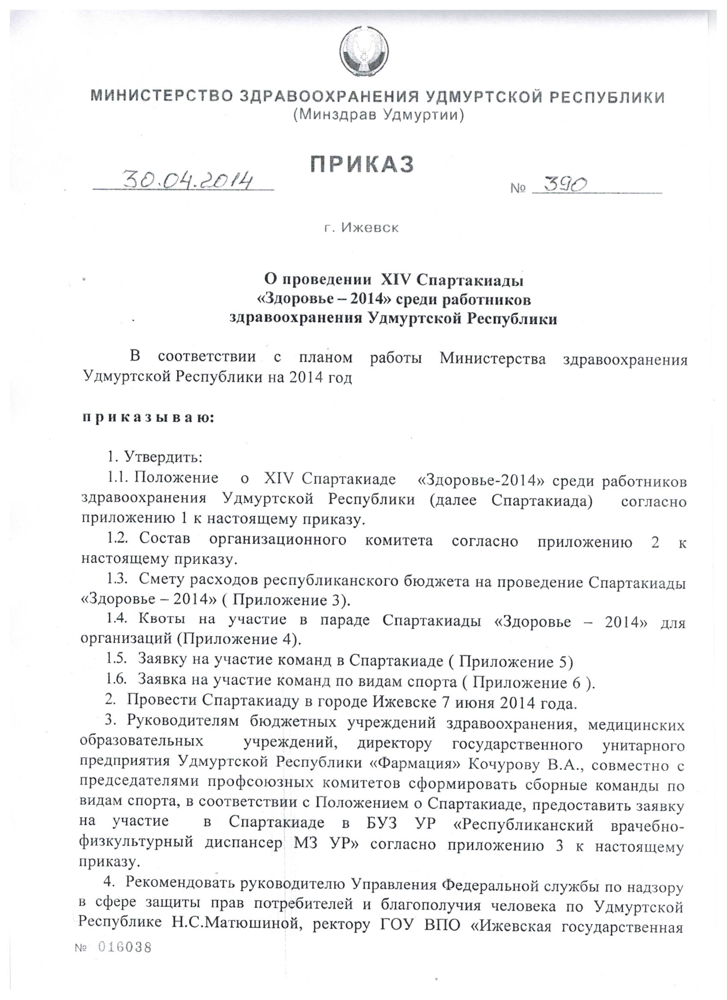 МИНИСТЕРСТВО ЗДРАВООХРАНЕНИЯ УДМУРТСКОЙ РЕСПУБЛИКИ
(Минздрав Удмуртии)
ПРИКАЗ
30.04.2014 № 390
г. Ижевск
О проведении XIV Спартакиады
«Здоровье – 2014» среди работников
здравоохранения Удмуртской Республики
В соответствии с планом работы Министерства здравоохранения
Удмуртской Республики на 2014 год
п р и к а з ы в а ю:
1. Утвердить:
1.1. Положение о XIV Спартакиаде «Здоровье-2014» среди работников
здравоохранения Удмуртской Республики (далее Спартакиада) согласно
приложению 1 к настоящему приказу.
1.2. Состав организационного комитета согласно приложению 2 к
настоящему приказу.
1.3. Смету расходов республиканского бюджета на проведение Спартакиады
«Здоровье – 2014» ( Приложение 3).
1.4. Квоты на участие в параде Спартакиады «Здоровье – 2014» для
организаций (Приложение 4).
1.5. Заявку на участие команд в Спартакиаде ( Приложение 5)
1.6. Заявка на участие команд по видам спорта ( Приложение 6 ).
2. Провести Спартакиаду в городе Ижевске 7 июня 2014 года.
3. Руководителям бюджетных учреждений здравоохранения, медицинских
образовательных учреждений, директору государственного унитарного
предприятия Удмуртской Республики «Фармация» Кочурову В.А., совместно с
председателями профсоюзных комитетов сформировать сборные команды по
видам спорта, в соответствии с Положением о Спартакиаде, предоставить заявку
на участие в Спартакиаде в БУЗ УР «Республиканский врачебно-
физкультурный диспансер МЗ УР» согласно приложению 3 к настоящему
приказу.
4. Рекомендовать руководителю Управления Федеральной службы по надзору
в сфере защиты прав потребителей и благополучия человека по Удмуртской
Республике Н.С.Матюшиной, ректору ГОУ ВПО «Ижевская государственная
№ 016038